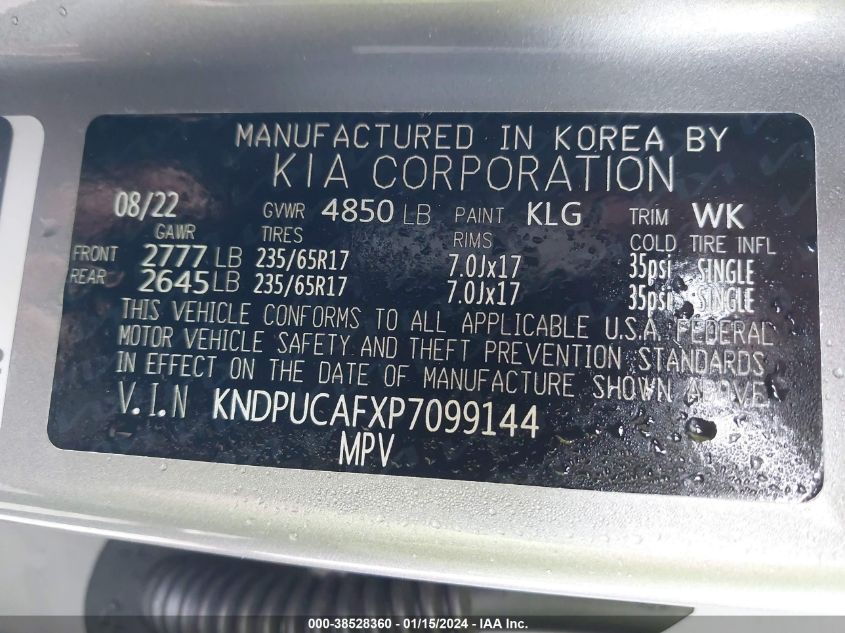 MANUFACTURED IN KOREA BY
KIA CORPORATION
08/22 GVWR 4850 LB PAINT KLG TRIM WK
GAWR TIRES RIMS COLD TIRE INFL
FRONT 2777 LB 235/65R17 7.0Jx17 35psi SINGLE
REAR 2645 LB 235/65R17 7.0Jx17 35psi SINGLE
THIS VEHICLE CONFORMS TO ALL APPLICABLE U.S.A. FEDERAL
MOTOR VEHICLE SAFETY AND THEFT PREVENTION STANDARDS
IN EFFECT ON THE DATE OF MANUFACTURE SHOWN ABOVE
V.I.N KNDPUCAFXP7099144
MPV
000-38528360 - 01/15/2024 - IAA Inc.